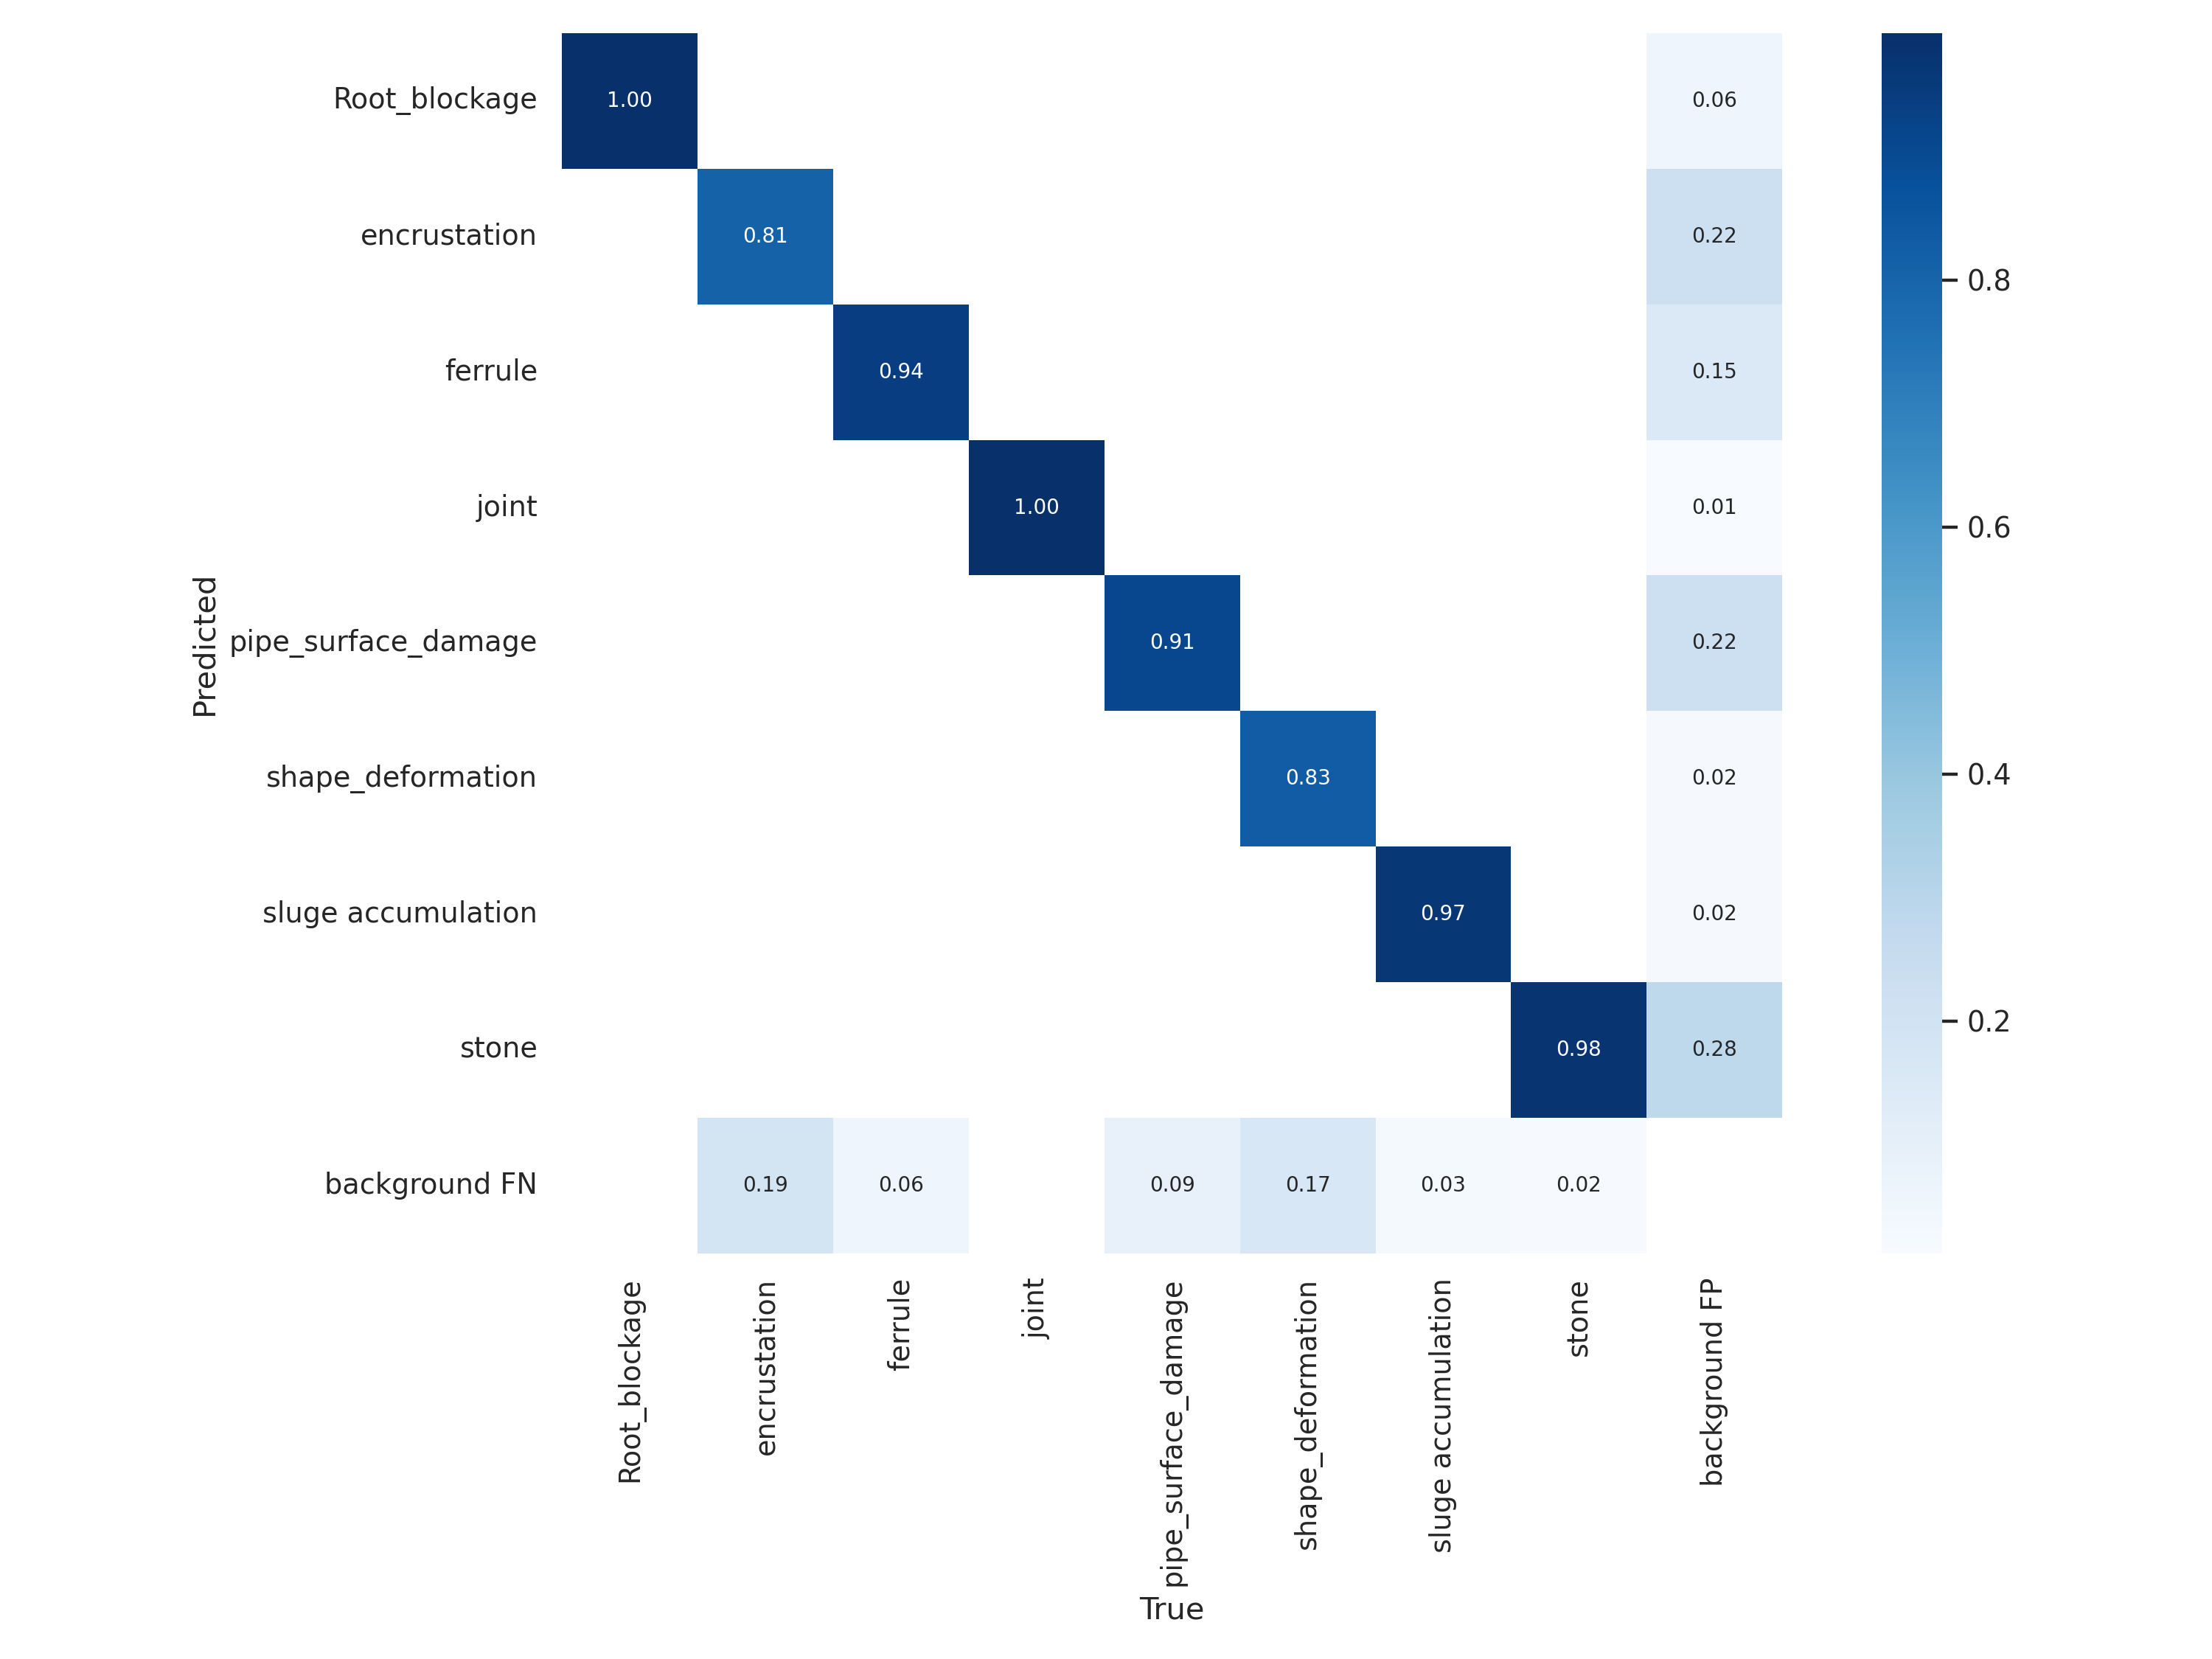 Root_blockage 1.00 0.06
encrustation 0.81 0.22 0.8
ferrule 0.94 0.15
joint 1.00 0.01 0.6
Predicted
pipe_surface_damage 0.91 0.22
shape_deformation 0.83 0.02 0.4
sluge accumulation 0.97 0.02
stone 0.98 0.28 0.2
background FN 0.19 0.06 0.09 0.17 0.03 0.02
Root_blockage
encrustation
ferrule
joint
pipe_surface_damage
shape_deformation
sluge accumulation
stone
background FP
True